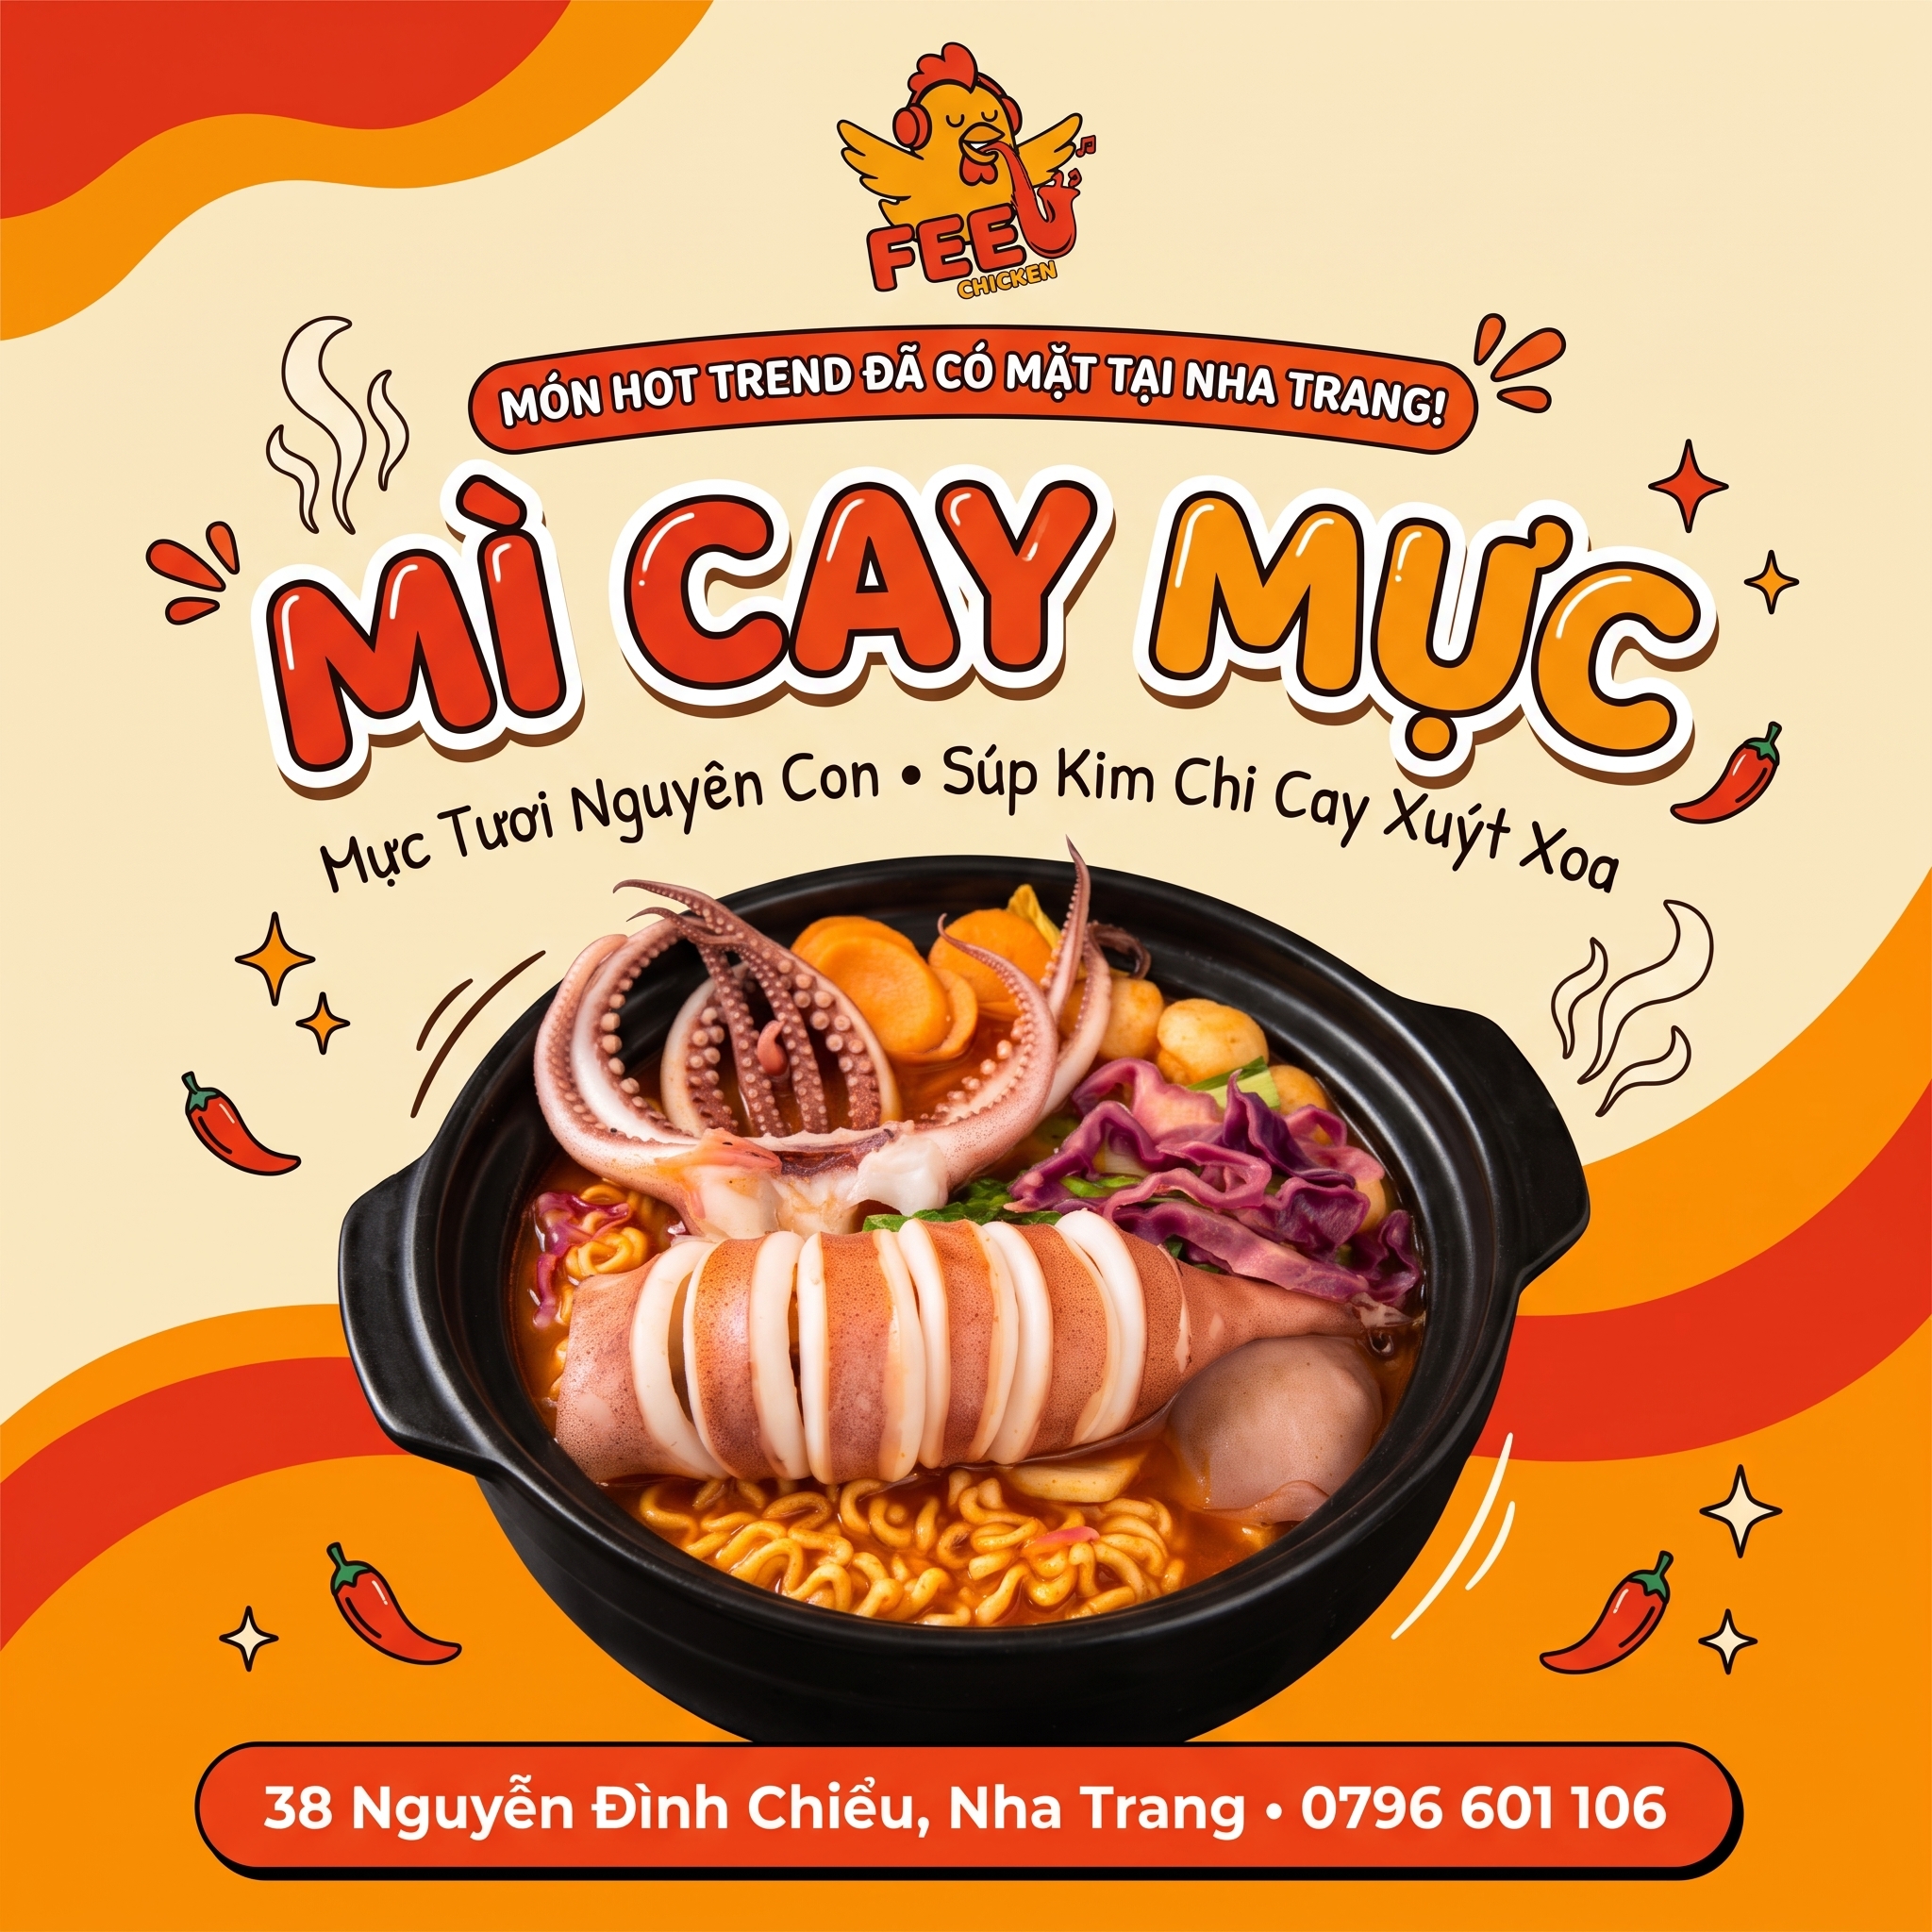 FEEL
CHICKEN
MÓN HOT TREND ĐÃ CÓ MẶT TẠI NHA TRANG!
MÌ CAY MỰC
Mực Tươi Nguyên Con • Súp Kim Chi Cay Xuýt Xoa
38 Nguyễn Đình Chiểu, Nha Trang • 0796 601 106